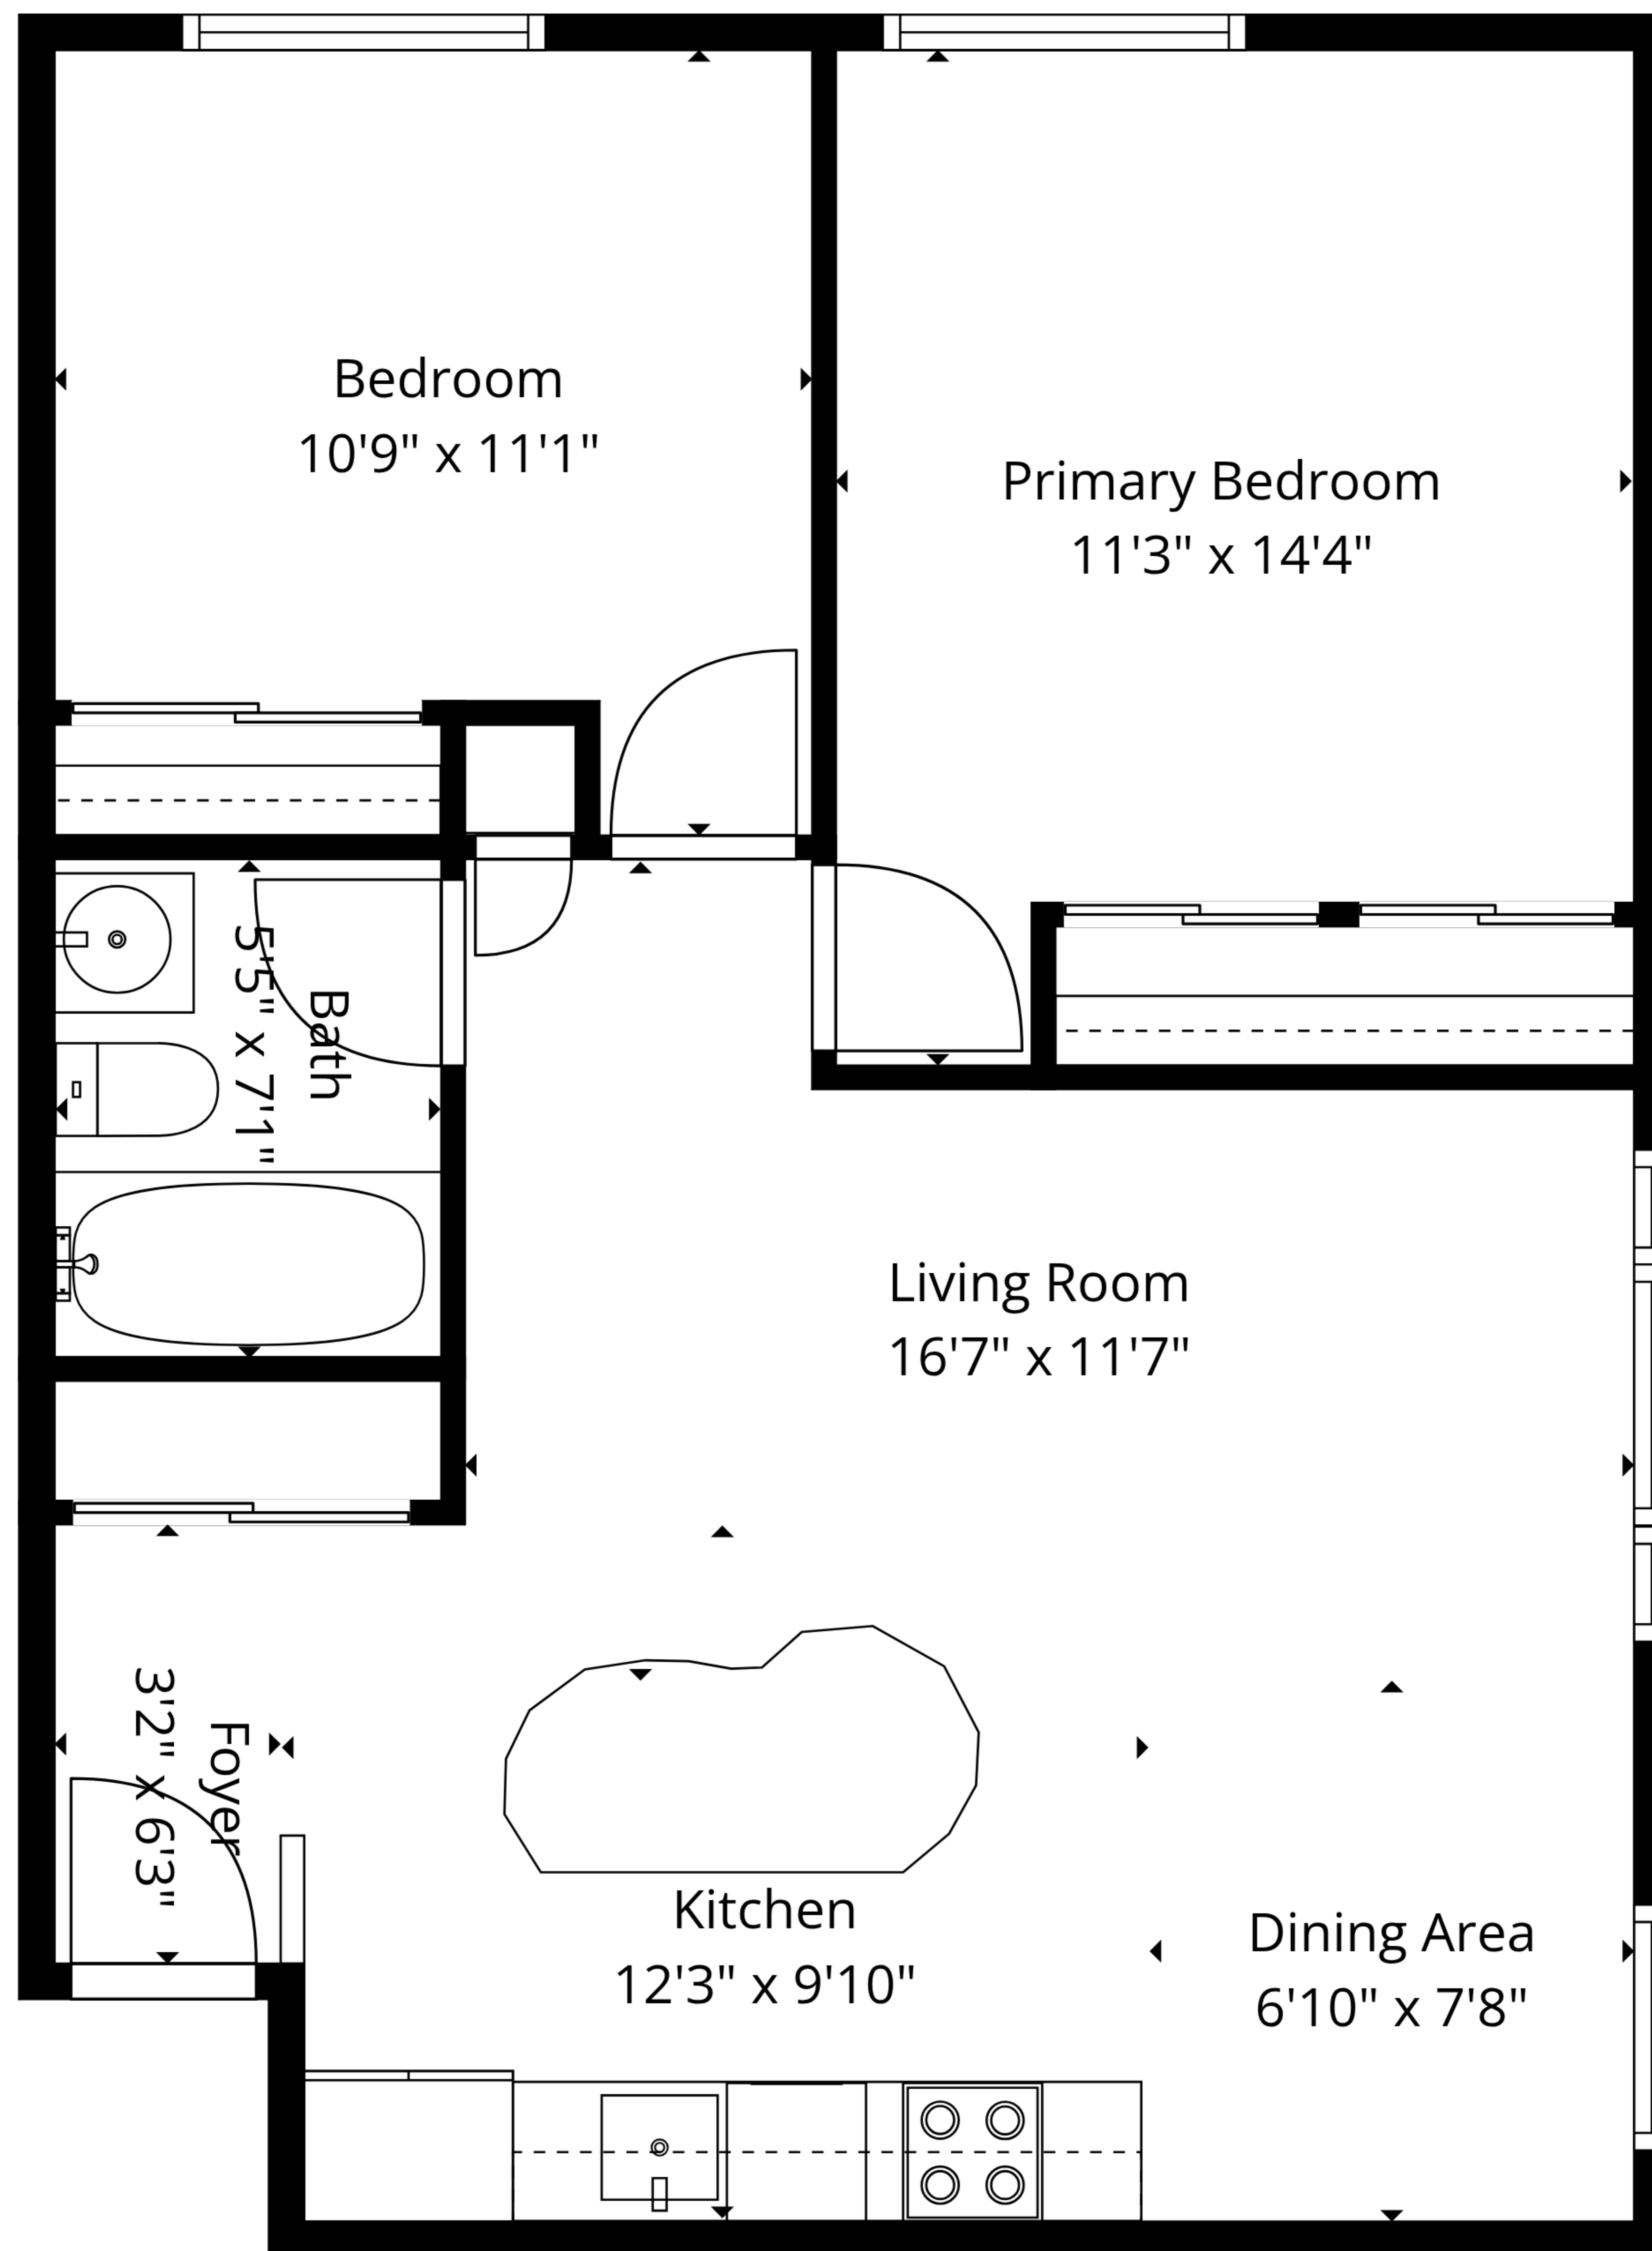 Bedroom
10'9" x 11'1"
Primary Bedroom
11'3" x 14'4"
Bath
5'5" x 7'1"
Living Room
16'7" x 11'7"
Foyer
3'2" x 6'3"
Kitchen
12'3" x 9'10"
Dining Area
6'10" x 7'8"